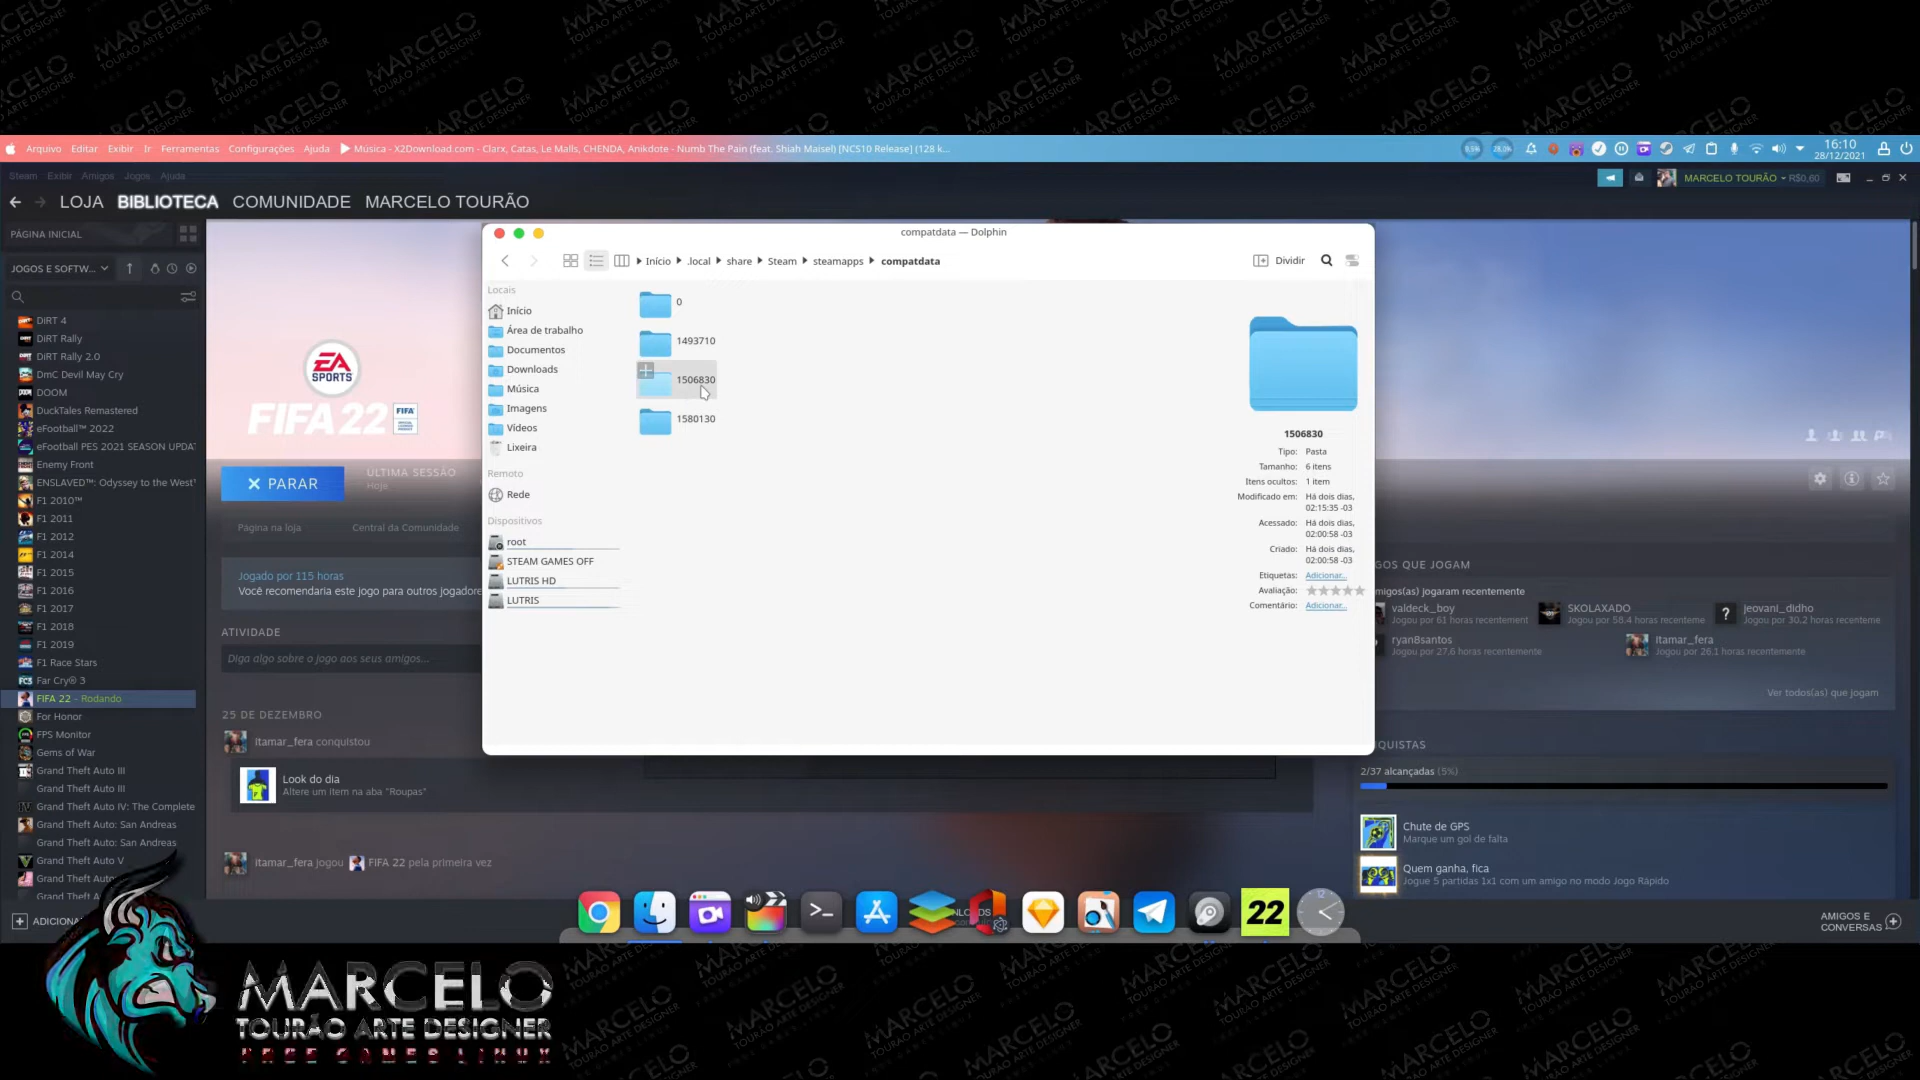 Arquivo Editar Exibir Ir Ferramentas Configurações Ajuda Música - X2Download.com - Clarx, Catas, Le Malls, CHENDA, Anikdote - Numb The Pain (feat. Shiah Maisel) [NCS10 Release] (128 k...
16:10
28/12/2021
Steam Exibir Amigos Jogos Ajuda
MARCELO TOURÃO R$0,60
LOJA BIBLIOTECA COMUNIDADE MARCELO TOURÃO
PÁGINA INICIAL
JOGOS E SOFTW...
DiRT 4
DiRT Rally
DiRT Rally 2.0
DmC Devil May Cry
DOOM
DuckTales Remastered
eFootball™ 2022
eFootball PES 2021 SEASON UPDA
Enemy Front
ENSLAVED™: Odyssey to the West
F1 2010™
F1 2011
F1 2012
F1 2014
F1 2015
F1 2016
F1 2017
F1 2018
F1 2019
F1 Race Stars
Far Cry® 3
FIFA 22 - Rodando
For Honor
FPS Monitor
Gems of War
Grand Theft Auto III
Grand Theft Auto III
Grand Theft Auto IV: The Complete
Grand Theft Auto: San Andreas
Grand Theft Auto: San Andreas
Grand Theft Auto V
Grand Theft Auto
Grand Theft A
ADICIONA
EA
SPORTS
FIFA 22 FIFA
PARAR
ÚLTIMA SESSÃO
Hoje
Página na loja Central da Comunidade
Jogado por 115 horas
Você recomendaria este jogo para outros jogadore
ATIVIDADE
Diga algo sobre o jogo aos seus amigos...
25 DE DEZEMBRO
itamar_fera conquistou
Look do dia
Altere um item na aba "Roupas"
itamar_fera jogou FIFA 22 pela primeira vez
compatdata — Dolphin
Início .local share Steam steamapps compatdata
Dividir
Locais
Início
Área de trabalho
Documentos
Downloads
Música
Imagens
Vídeos
Lixeira
Remoto
Rede
Dispositivos
root
STEAM GAMES OFF
LUTRIS HD
LUTRIS
0
1493710
1506830
1580130
1506830
Tipo: Pasta
Tamanho: 6 itens
Itens ocultos: 1 item
Modificado em: Há dois dias,
02:15:35 -03
Acessado: Há dois dias,
02:00:58 -03
Criado: Há dois dias,
02:00:58 -03
Etiquetas: Adicionar...
Avaliação:
Comentário: Adicionar...
GOS QUE JOGAM
migos(as) jogaram recentemente
valdeck_boy
Jogou por 61 horas recentement
SKOLAXADO
Jogou por 58.4 horas recenteme
jeovani_didho
Jogou por 30,2 horas recenteme
ryan8santos
Jogou por 27,6 horas recentemente
itamar_fera
Jogou por 26,1 horas recentemente
Ver todos(as) que jogam
QUISTAS
2/37 alcançadas (5%)
Chute de GPS
Marque um gol de falta
Quem ganha, fica
Jogue 5 partidas 1x1 com um amigo no modo Jogo Rápido
AMIGOS E
CONVERSAS
22
MARCELO
TOURÃO ARTE DESIGNER
FREE GAMES LINUX